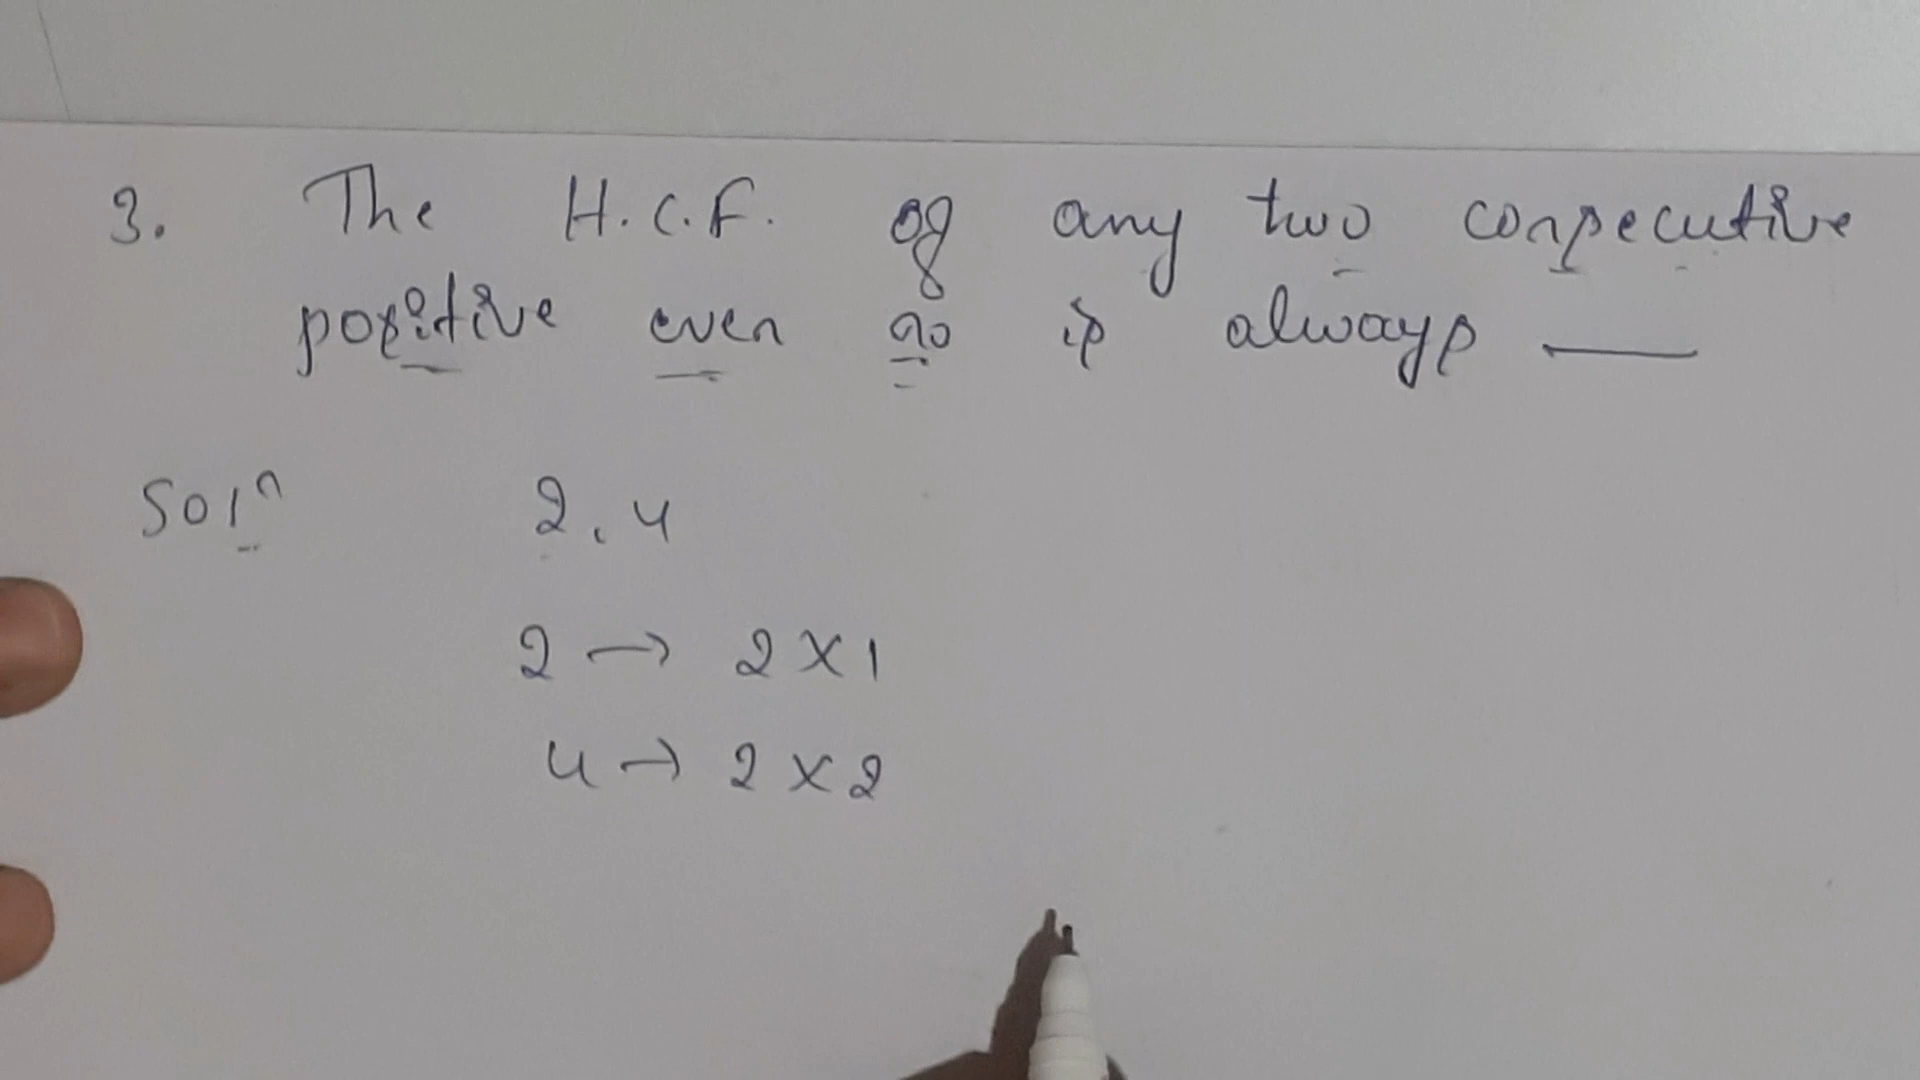 3. The H.C.F. of any two consecutive
positive even no is always ___
Solⁿ 2, 4
2 → 2 × 1
4 → 2 × 2